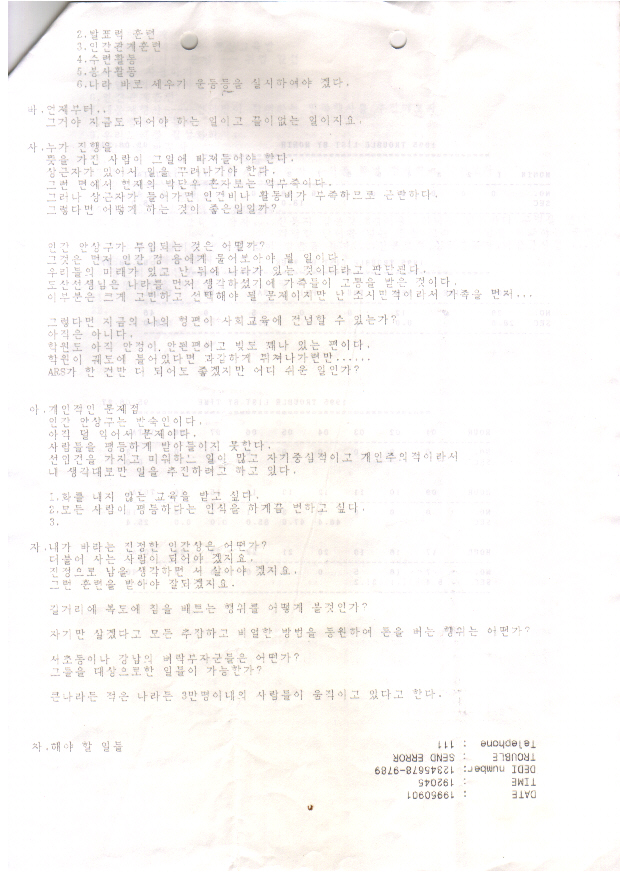 2.발표력 훈련
3.인간관계훈련
4.수련활동
5.봉사활동
6.나라 바로 세우기 운동등을 실시하여야 겠다.
바.언제부터..
그거야 지금도 되어야 하는 일이고 끝이없는 일이지요.
사.누가 진행을
뜻을 가진 사람이 그일에 빠져들어야 한다.
상근자가 있어서 일을 꾸려나가야 한다.
그런 면에서 현재의 박단우 혼자로는 역부족이다.
그러나 상근자가 들어가면 인건비나 활동비가 부족하므로 곤란하다.
그렇다면 어떻게 하는 것이 좋은일일까?
인간 안상구가 투입되는 것은 어떨까?
그것은 먼저 인간 정 용에게 물어보아야 될 일이다.
우리들의 미래가 있고 난 뒤에 나라가 있는 것이다라고 판단된다.
도산선생님은 나라를 먼저 생각하셨기에 가족들이 고통을 받은 것이다.
이부분은 크게 고민하고 선택해야 될 문제이지만 난 소시민적이라서 가족을 먼저...
그렇다면 지금의 나의 형편이 사회교육에 전념할 수 있는가?
아직은 아니다.
학원도 아직 안정이 안된편이고 빚도 꽤나 있는 편이다.
학원이 궤도에 들어있다면 과감하게 뛰쳐나가련만......
ARS가 한 건만 더 되어도 좋겠지만 어디 쉬운 일인가?
아.개인적인 문제점
인간 안상구는 반숙인이다.
아직 덜 익어서 문제이다.
사람들을 평등하게 받아들이지 못한다.
선입견을 가지고 미워하는 일이 많고 자기중심적이고 개인주의적이라서
내 생각대로만 일을 추진하려고 하고 있다.
1.화를 내지 않는 교육을 받고 싶다.
2.모든 사람이 평등하다는 인식을 하게끔 변하고 싶다.
3.
자.내가 바라는 진정한 인간상은 어떤가?
더불어 사는 사람이 되어야 겠지요.
진정으로 남을 생각하면 서 살아야 겠지요.
그런 훈련을 받아야 잘되겠지요.
길거리에 복도에 침을 배트는 행위를 어떻게 볼것인가?
자기만 살겠다고 모든 추잡하고 비열한 방법을 동원하여 돈을 버는 행위는 어떤가?
서초동이나 강남의 벼락부자군들은 어떤가?
그들을 대상으로한 일들이 가능한가?
큰나라든 적은 나라든 3만명이내의 사람들이 움직이고 있다고 한다.
차.해야 할 일들
DATE : 19960901
TIME : 192045
DEDI number: 12345678-9789
TROUBLE : SEND ERROR
Telephone : 111